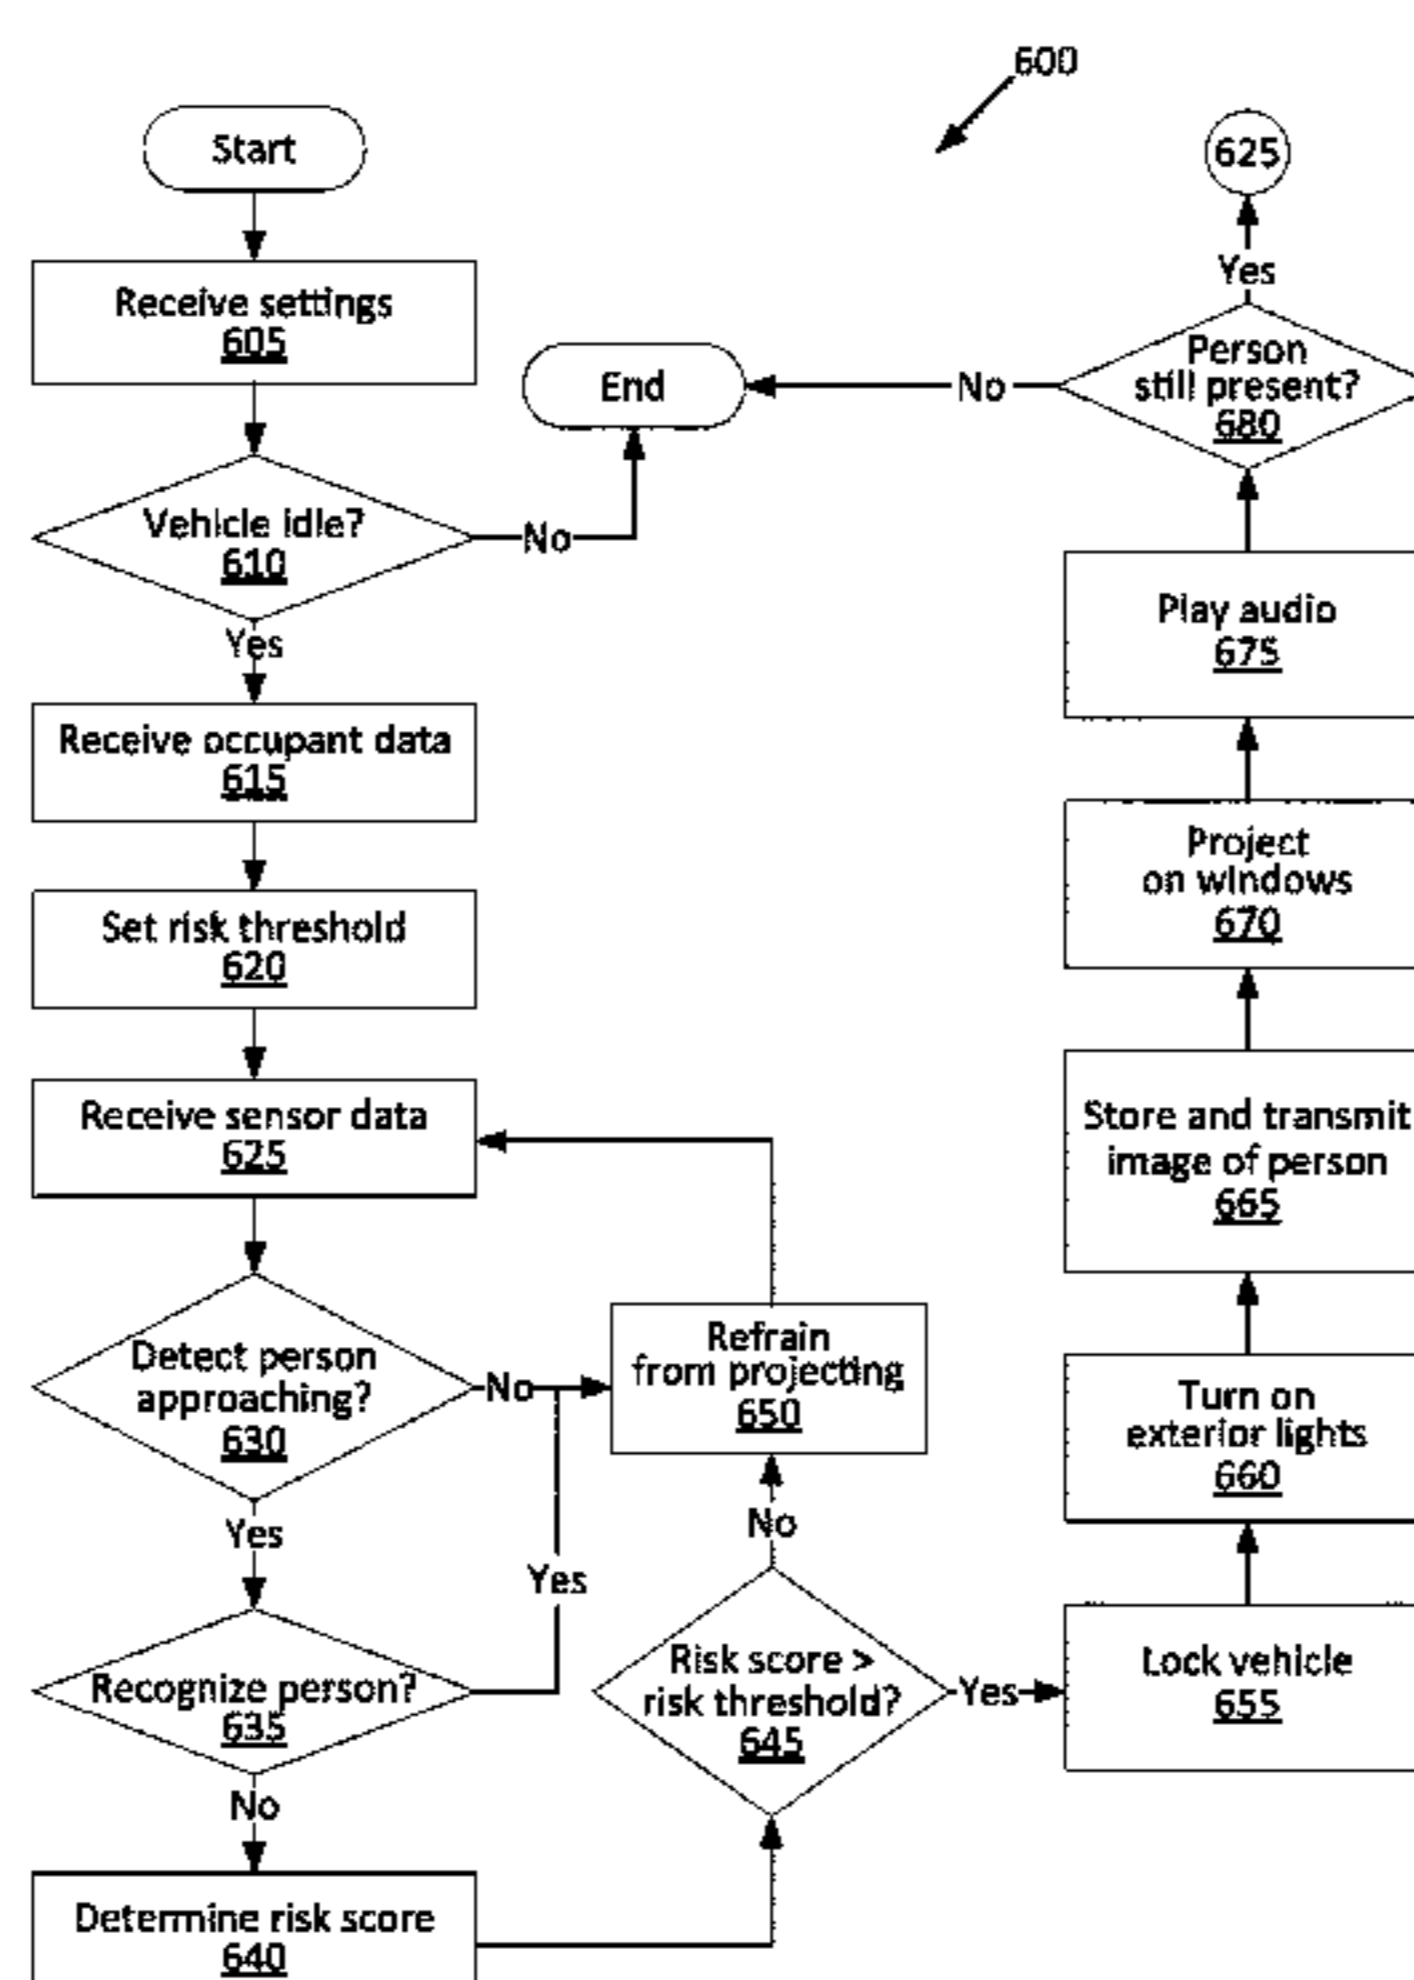 600
Start
Receive settings
605
Vehicle idle?
610
No
End
Yes
Receive occupant data
615
Set risk threshold
620
Receive sensor data
625
Detect person
approaching?
630
No
Yes
Recognize person?
635
Yes
No
Determine risk score
640
Refrain
from projecting
650
No
Risk score >
risk threshold?
645
Yes
Lock vehicle
655
Turn on
exterior lights
660
Store and transmit
image of person
665
Project
on windows
670
Play audio
675
Person
still present?
680
No
Yes
625